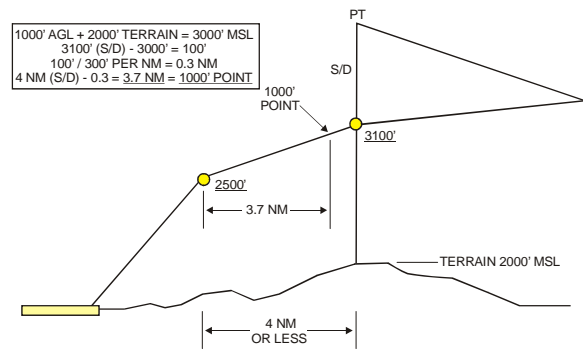 1000' AGL + 2000' TERRAIN = 3000' MSL
3100' (S/D) - 3000' = 100'
100' / 300' PER NM = 0.3 NM
4 NM (S/D) - 0.3 = 3.7 NM = 1000' POINT
PT
S/D
1000'
POINT
3100'
2500'
3.7 NM
TERRAIN 2000' MSL
4 NM
OR LESS